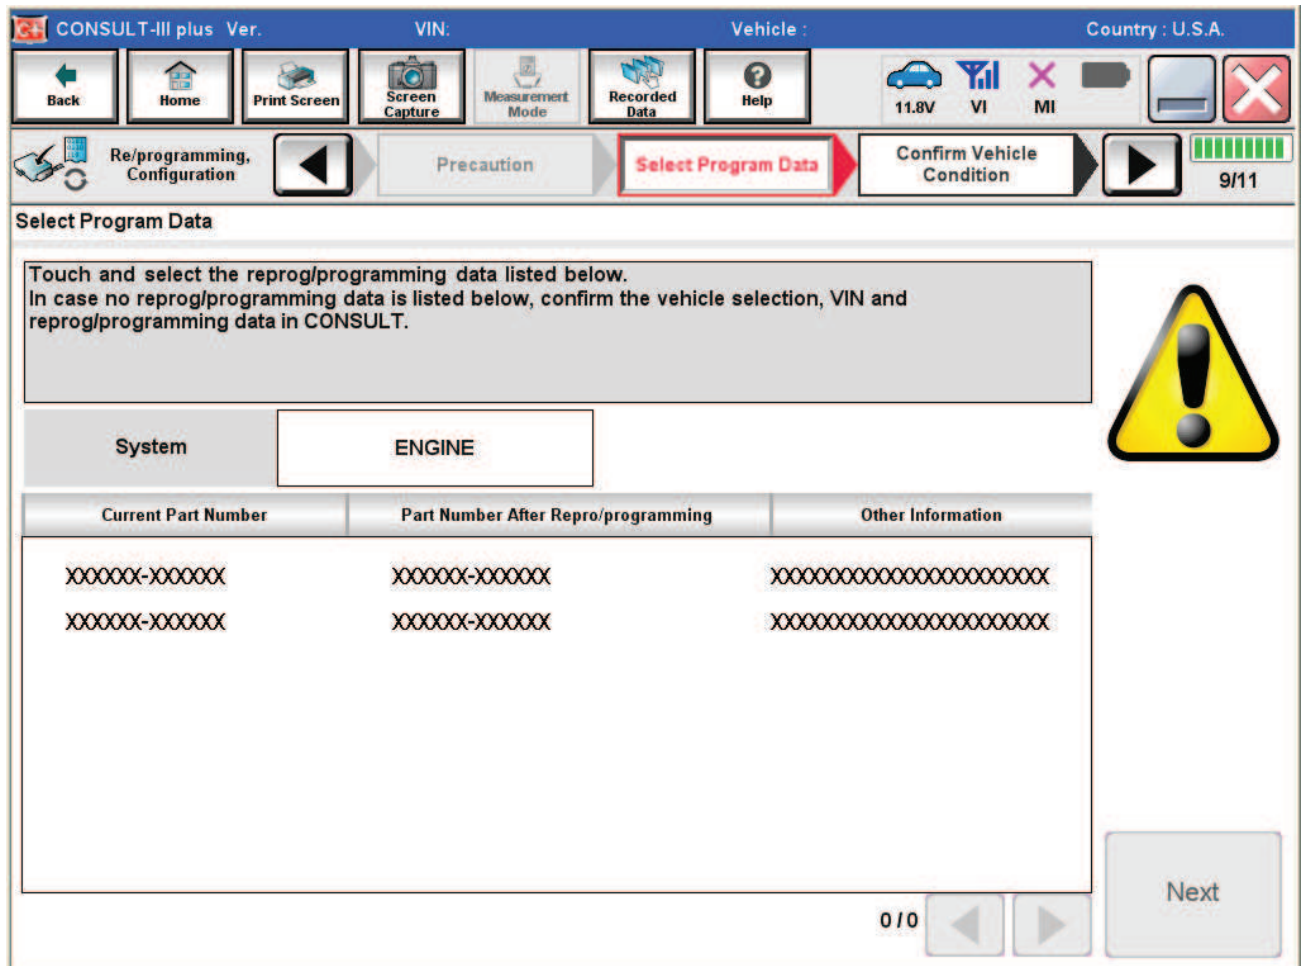 C+ CONSULT-III plus Ver. VIN: Vehicle : Country : U.S.A.
Back
Home
Print Screen
Screen
Capture
Measurement
Mode
Recorded
Data
?
Help
11.8V
VI
MI
Re/programming,
Configuration
Precaution
Select Program Data
Confirm Vehicle
Condition
9/11
Select Program Data
Touch and select the reprog/programming data listed below.
In case no reprog/programming data is listed below, confirm the vehicle selection, VIN and
reprog/programming data in CONSULT.
System ENGINE
Current Part Number Part Number After Repro/programming Other Information
XXXXXX-XXXXXX XXXXXX-XXXXXX XXXXXXXXXXXXXXXXXXXXXX
XXXXXX-XXXXXX XXXXXX-XXXXXX XXXXXXXXXXXXXXXXXXXXXX
0/0
Next